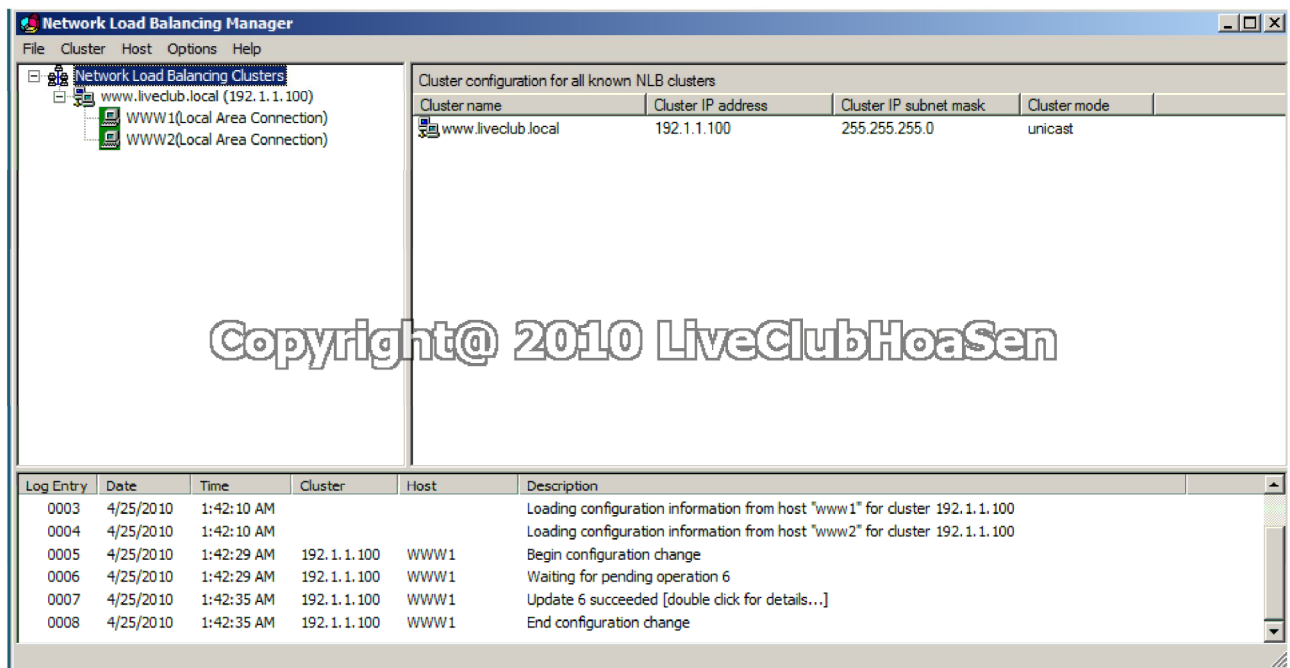 Network Load Balancing Manager
File Cluster Host Options Help
Network Load Balancing Clusters
www.liveclub.local (192.1.1.100)
WWW1(Local Area Connection)
WWW2(Local Area Connection)
Cluster configuration for all known NLB clusters
Cluster name Cluster IP address Cluster IP subnet mask Cluster mode
www.liveclub.local 192.1.1.100 255.255.255.0 unicast
Copyright@ 2010 LiveClubHoaSen
Log Entry Date Time Cluster Host Description
0003 4/25/2010 1:42:10 AM Loading configuration information from host "www1" for cluster 192.1.1.100
0004 4/25/2010 1:42:10 AM Loading configuration information from host "www2" for cluster 192.1.1.100
0005 4/25/2010 1:42:29 AM 192.1.1.100 WWW1 Begin configuration change
0006 4/25/2010 1:42:29 AM 192.1.1.100 WWW1 Waiting for pending operation 6
0007 4/25/2010 1:42:35 AM 192.1.1.100 WWW1 Update 6 succeeded [double click for details...]
0008 4/25/2010 1:42:35 AM 192.1.1.100 WWW1 End configuration change